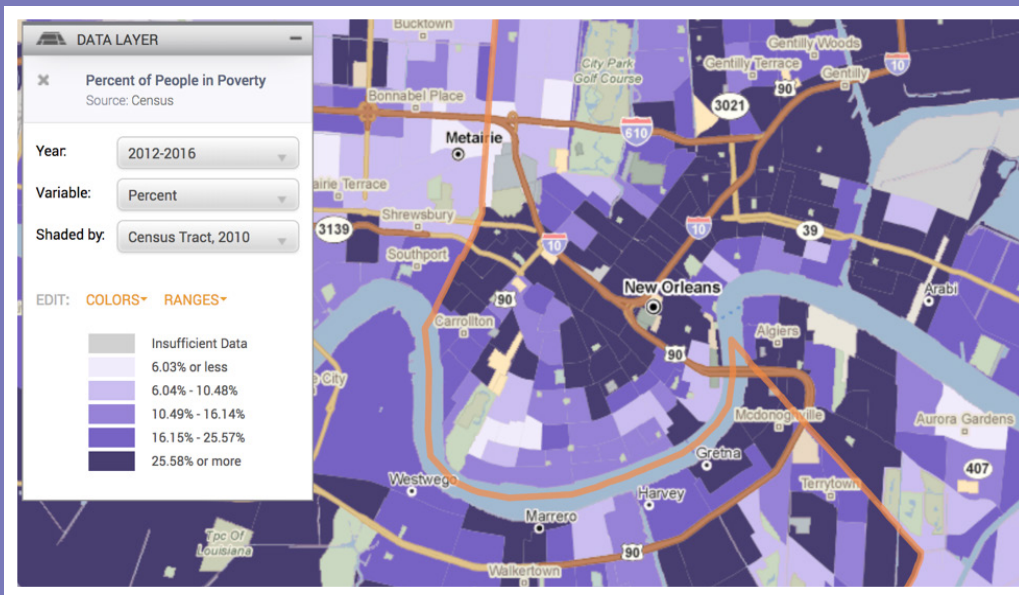 DATA LAYER
Percent of People in Poverty
Source: Census
Year:
2012-2016
Variable:
Percent
Shaded by:
Census Tract, 2010
EDIT: COLORS RANGES
Insufficient Data
6.03% or less
6.04% - 10.48%
10.49% - 16.14%
16.15% - 25.57%
25.58% or more
Bucktown
City Park
Golf Course
Gentilly Woods
Gentilly Terrace
Gentilly
10
90
3021
Bonnabel Place
610
Metairie
airie Terrace
Shrewsbury
3139
Southport
10
10
39
90
New Orleans
Arabi
Carrollton
Algiers
90
e City
Mcdonoghville
Aurora Gardens
Gretna
407
Westwego
Harvey
Terrytown
Marrero
Tpc Of
Louisiana
90
Walkertown